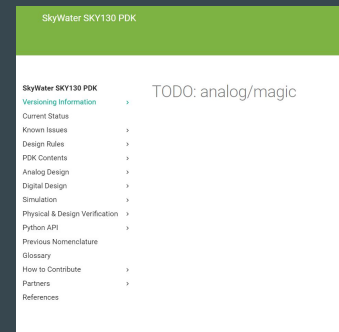 SkyWater SKY130 PDK
SkyWater SKY130 PDK
TODO: analog/magic
Versioning Information
Current Status
Known Issues
Design Rules
PDK Contents
Analog Design
Digital Design
Simulation
Physical & Design Verification
Python API
Previous Nomenclature
Glossary
How to Contribute
Partners
References